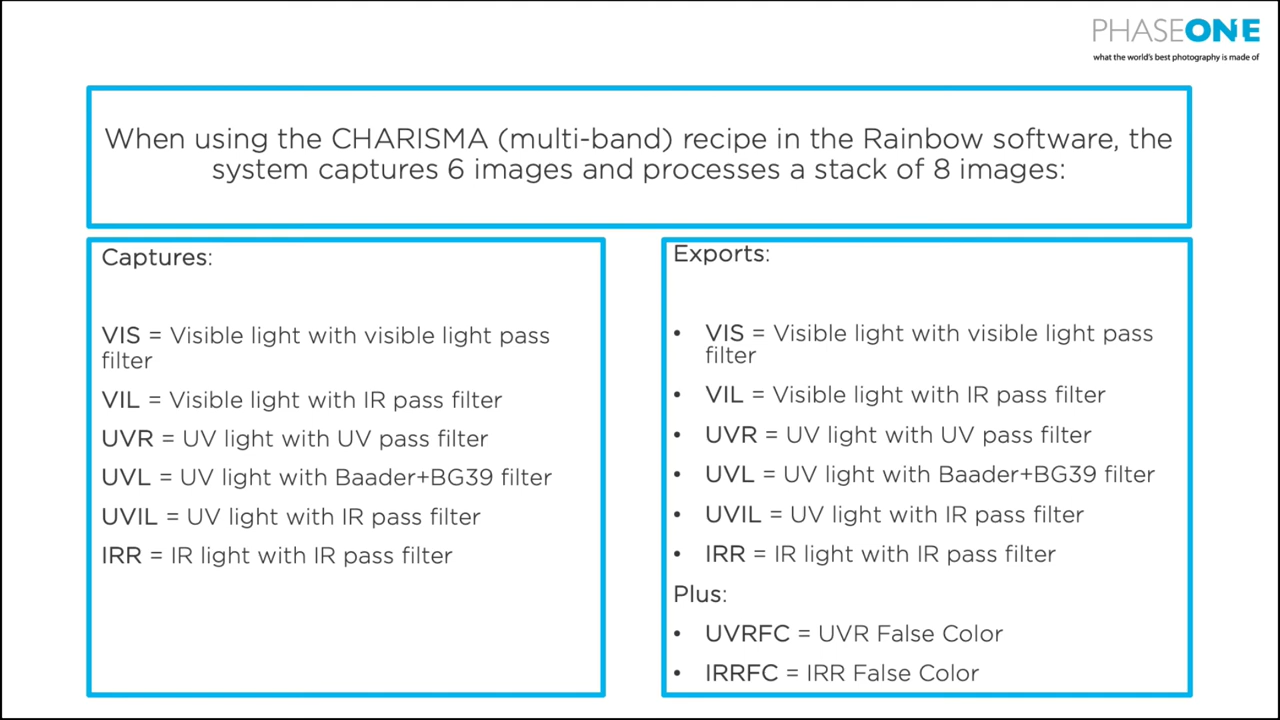 PHASEONE
what the world's best photography is made of
When using the CHARISMA (multi-band) recipe in the Rainbow software, the
system captures 6 images and processes a stack of 8 images:
Captures:
VIS = Visible light with visible light pass
filter
VIL = Visible light with IR pass filter
UVR = UV light with UV pass filter
UVL = UV light with Baader+BG39 filter
UVIL = UV light with IR pass filter
IRR = IR light with IR pass filter
Exports:
• VIS = Visible light with visible light pass
filter
• VIL = Visible light with IR pass filter
• UVR = UV light with UV pass filter
• UVL = UV light with Baader+BG39 filter
• UVIL = UV light with IR pass filter
• IRR = IR light with IR pass filter
Plus:
• UVRFC = UVR False Color
• IRRFC = IRR False Color